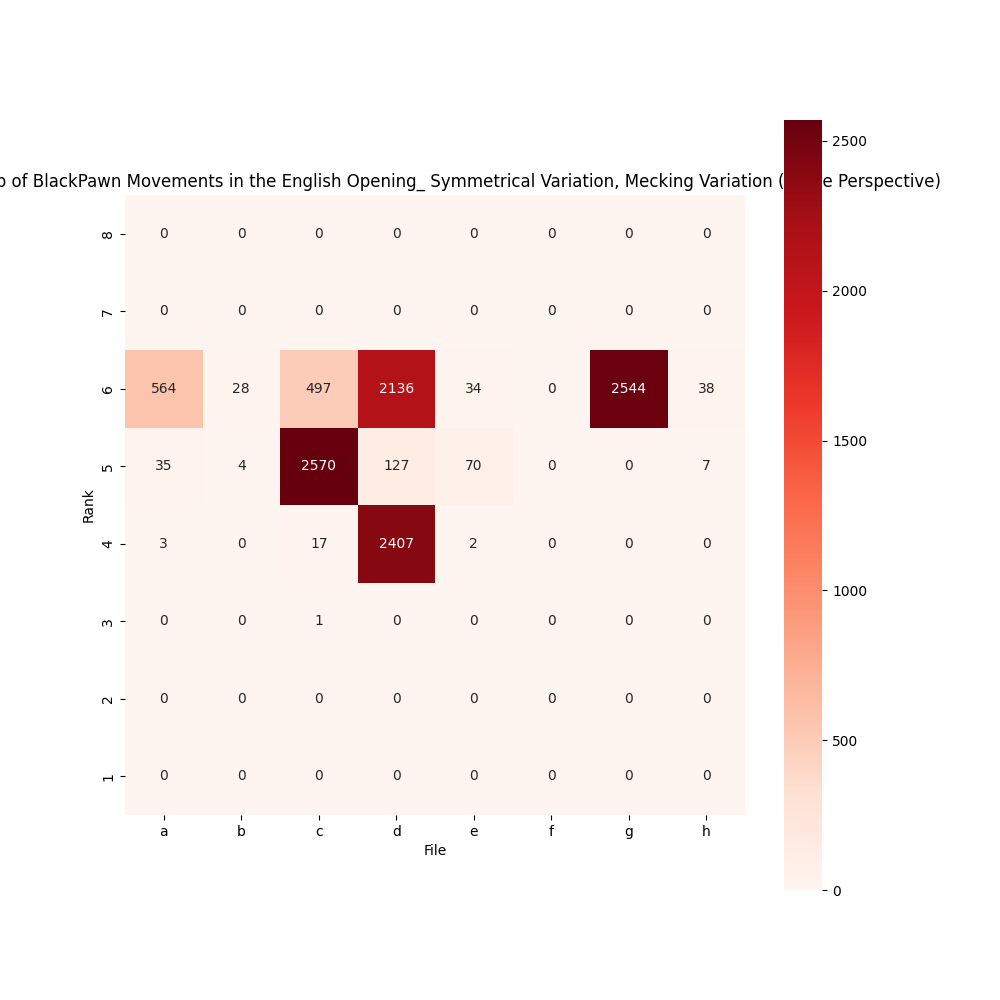 of BlackPawn Movements in the English Opening_ Symmetrical Variation, Mecking Variation ( e Perspective)
8 0 0 0 0 0 0 0 0
7 0 0 0 0 0 0 0 0
6 564 28 497 2136 34 0 2544 38
5 35 4 2570 127 70 0 0 7
4 3 0 17 2407 2 0 0 0
3 0 0 1 0 0 0 0 0
2 0 0 0 0 0 0 0 0
1 0 0 0 0 0 0 0 0
a b c d e f g h
File
Rank
2500
2000
1500
1000
500
0